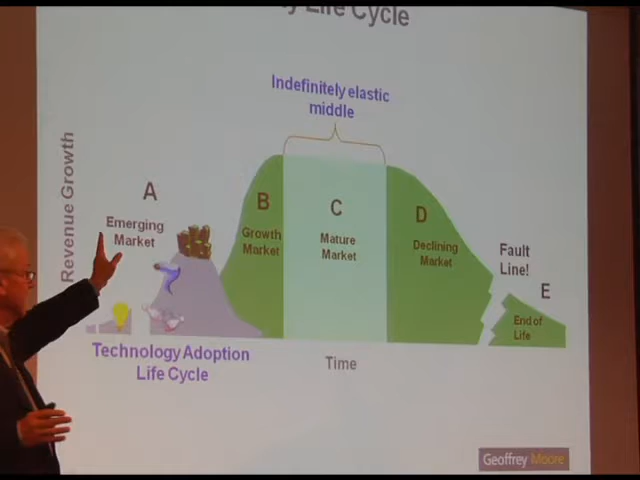 Life Cycle
Indefinitely elastic
middle
Revenue Growth
A
Emerging
Market
B
Growth
Market
C
Mature
Market
D
Declining
Market
Fault
Line!
E
End of
Life
Technology Adoption
Life Cycle
Time
Geoffrey Moore